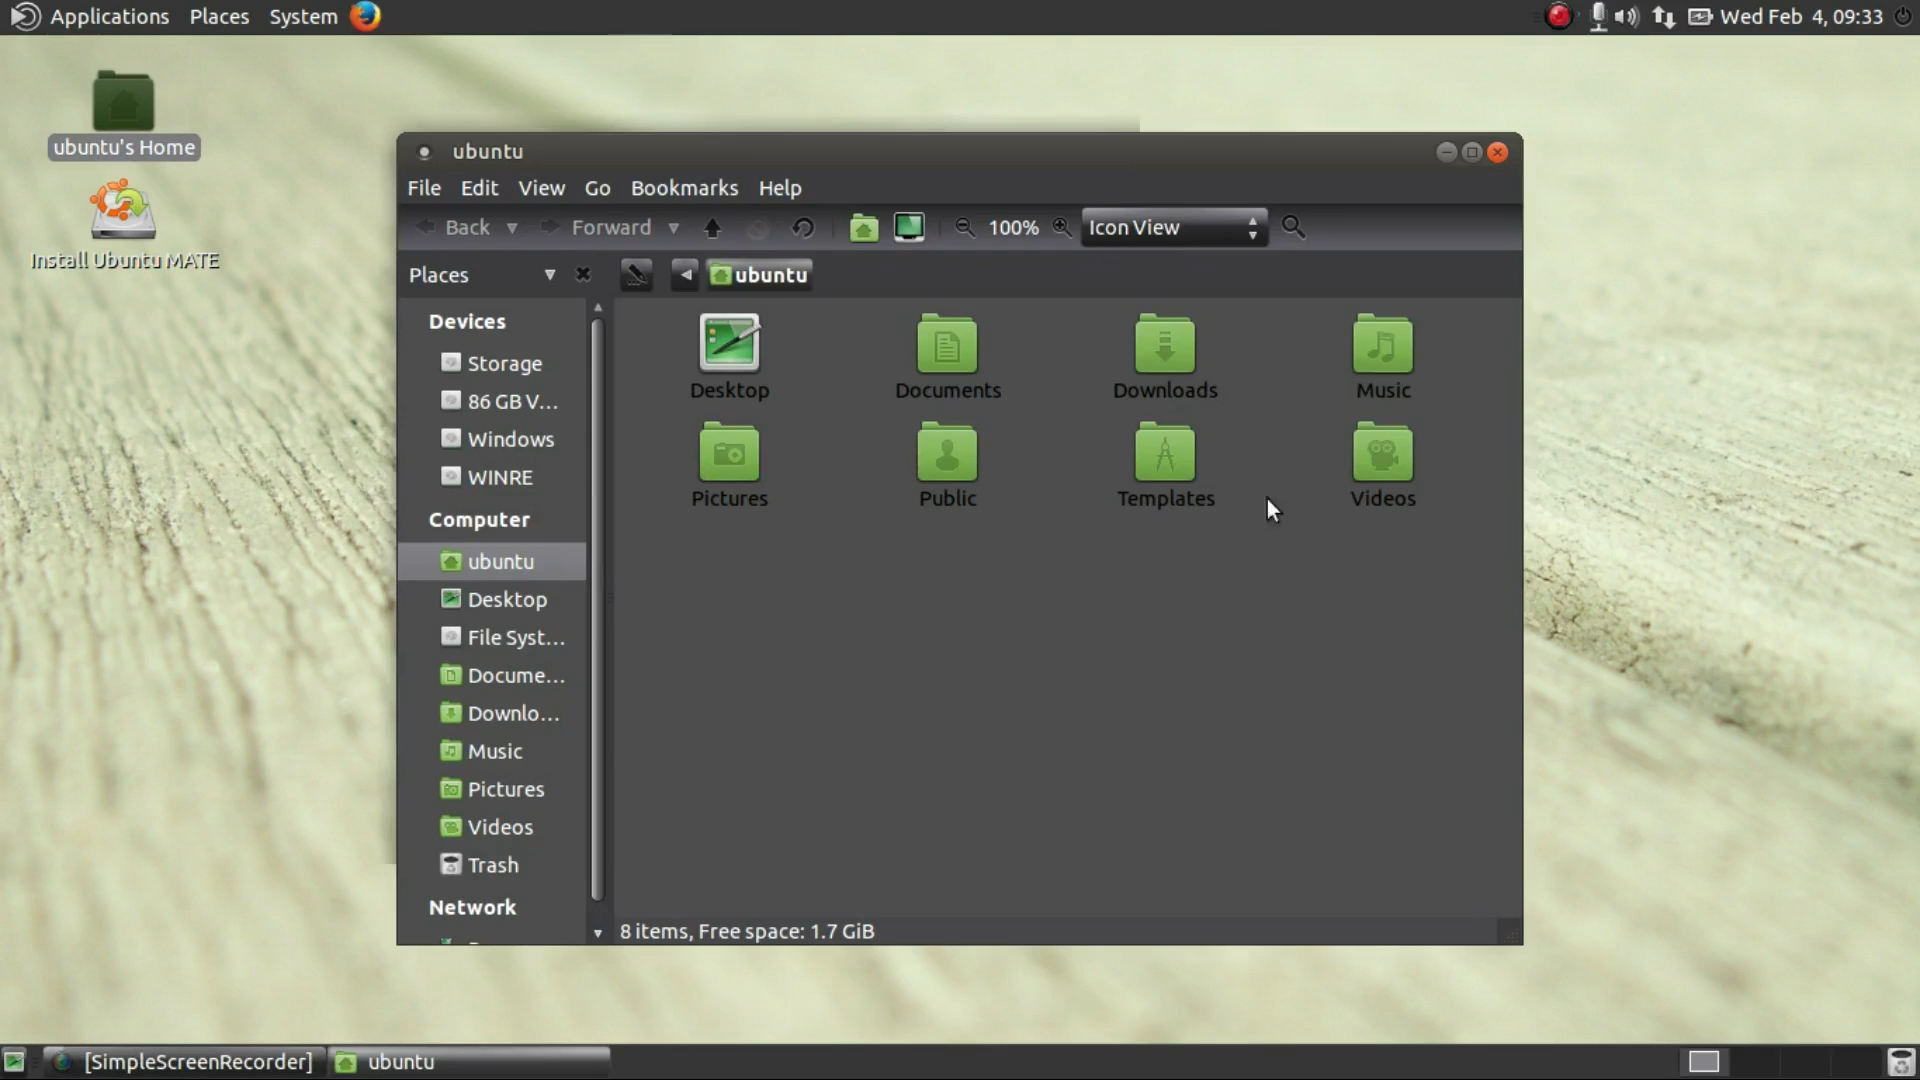 Applications Places System
Wed Feb 4, 09:33
ubuntu's Home
Install Ubuntu MATE
ubuntu
File Edit View Go Bookmarks Help
Back Forward 100% Icon View
Places
ubuntu
Devices
Storage
86 GB V...
Windows
WINRE
Computer
ubuntu
Desktop
File Syst...
Docume...
Downlo...
Music
Pictures
Videos
Trash
Network
Desktop Documents Downloads Music
Pictures Public Templates Videos
8 items, Free space: 1.7 GiB
[SimpleScreenRecorder] ubuntu